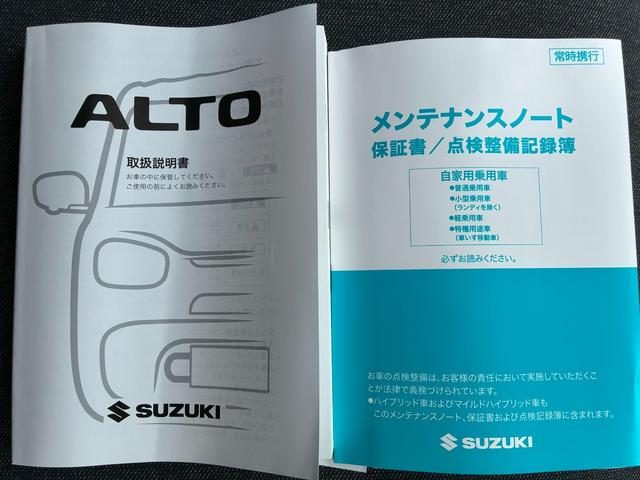 ALTO
取扱説明書
お車の中に保管してください。
ご使用の前によくお読みください。
SUZUKI
常時携行
メンテナンスノート
保証書／点検整備記録簿
自家用乗用車
●普通乗用車
●小型乗用車
(ランディを除く)
●軽乗用車
●特種用途車
(車いす移動車)
必ずお読みください。
お車の点検整備は、お客様の責任において実施していただくこ
とが法律で義務づけられています。
●ハイブリッド車およびマイルドハイブリッド車も
このメンテナンスノート、保証書および点検記録簿に含まれます。
SUZUKI